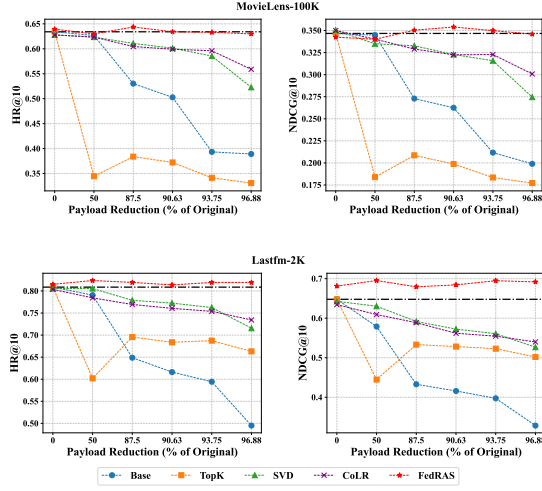 MovieLens-100K
HR@10
0.65
0.60
0.55
0.50
0.45
0.40
0.35
0 50 87.5 90.63 93.75 96.88
Payload Reduction (% of Original)
NDCG@10
0.350
0.325
0.300
0.275
0.250
0.225
0.200
0.175
0 50 87.5 90.63 93.75 96.88
Payload Reduction (% of Original)
Lastfm-2K
HR@10
0.80
0.75
0.70
0.65
0.60
0.55
0.50
0 50 87.5 90.63 93.75 96.88
Payload Reduction (% of Original)
NDCG@10
0.7
0.6
0.5
0.4
0 50 87.5 90.63 93.75 96.88
Payload Reduction (% of Original)
Base TopK SVD CoLR FedRAS